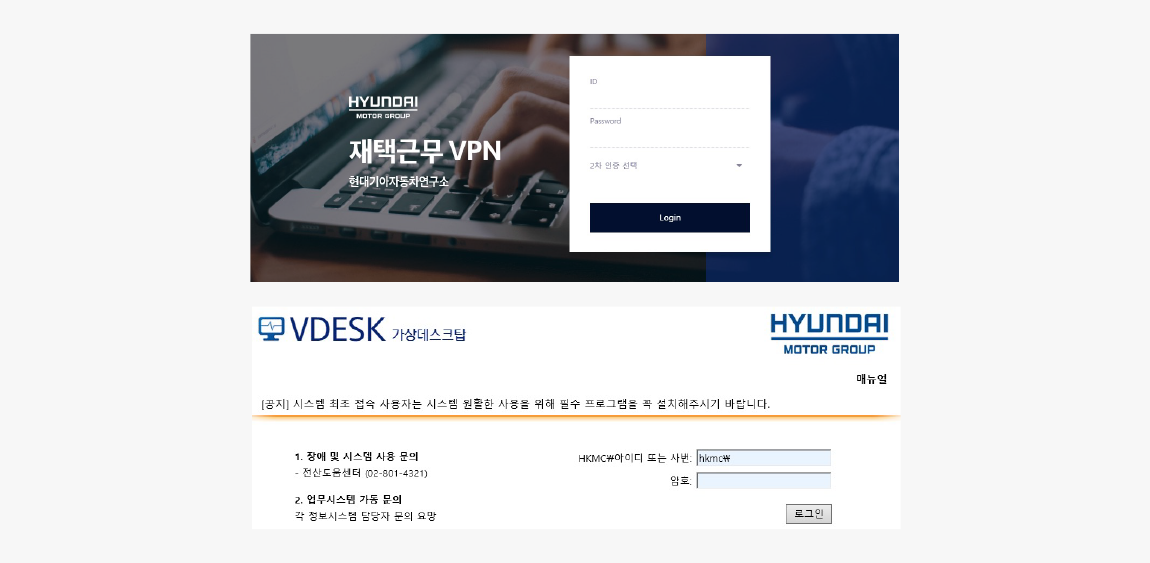 HYUNDAI
MOTOR GROUP
재택근무 VPN
현대기아자동차연구소
ID
Password
2차 인증 선택
Login
VDESK 가상데스크탑
HYUNDAI
MOTOR GROUP
매뉴얼
[공지] 시스템 최초 접속 사용자는 시스템 원활한 사용을 위해 필수 프로그램을 꼭 설치해주시기 바랍니다.
1. 장애 및 시스템 사용 문의
- 전산도움센터 (02-801-4321)
2. 업무시스템 가동 문의
각 정보시스템 담당자 문의 요망
HKMC₩아이디 또는 사번: hkmc₩
암호:
로그인